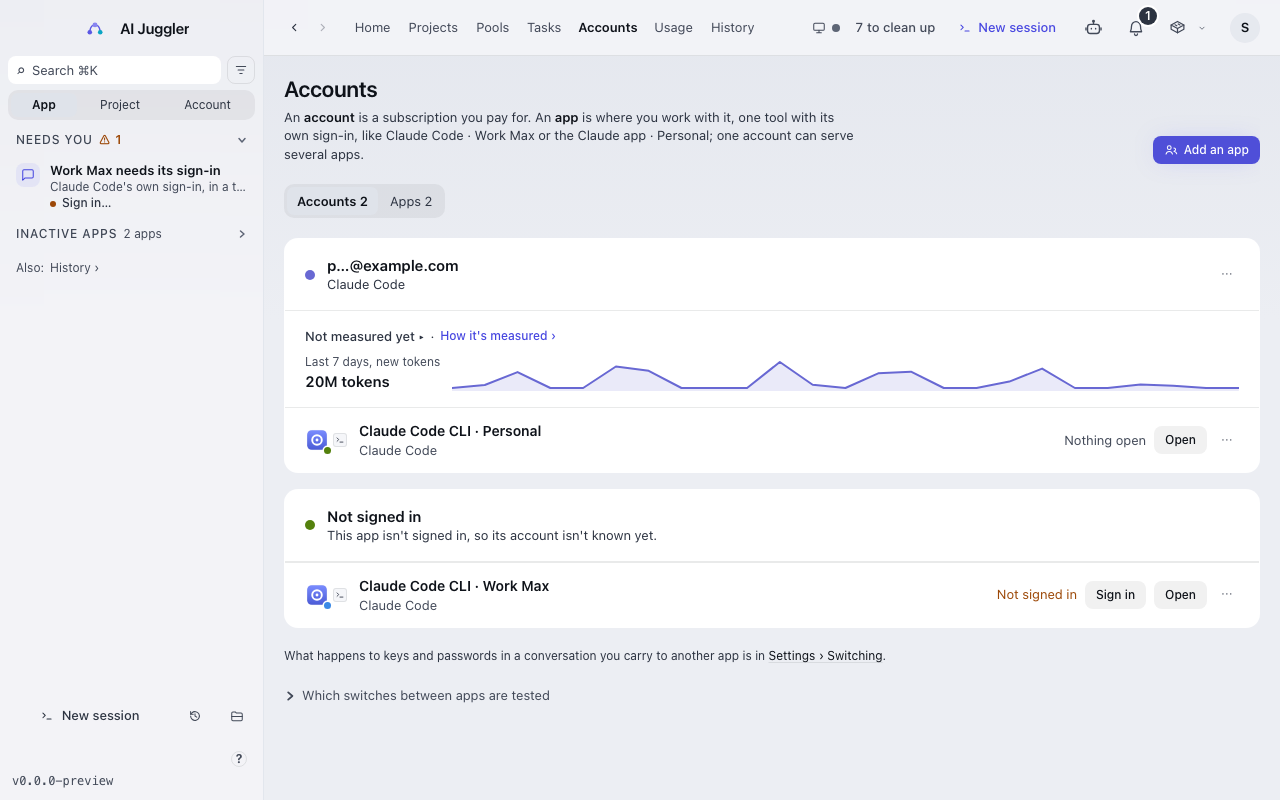 AI Juggler
Search ⌘K
App
Project
Account
NEEDS YOU
1
Work Max needs its sign-in
Claude Code's own sign-in, in a t...
Sign in...
INACTIVE APPS 2 apps
Also: History ›
New session
?
v0.0.0-preview
Home
Projects
Pools
Tasks
Accounts
Usage
History
7 to clean up
New session
1
S
Accounts
An account is a subscription you pay for. An app is where you work with it, one tool with its
own sign-in, like Claude Code · Work Max or the Claude app · Personal; one account can serve
several apps.
Add an app
Accounts 2
Apps 2
p...@example.com
Claude Code
Not measured yet ▸ · How it's measured ›
Last 7 days, new tokens
20M tokens
Claude Code CLI · Personal
Claude Code
Nothing open
Open
Not signed in
This app isn't signed in, so its account isn't known yet.
Claude Code CLI · Work Max
Claude Code
Not signed in
Sign in
Open
What happens to keys and passwords in a conversation you carry to another app is in Settings › Switching.
Which switches between apps are tested